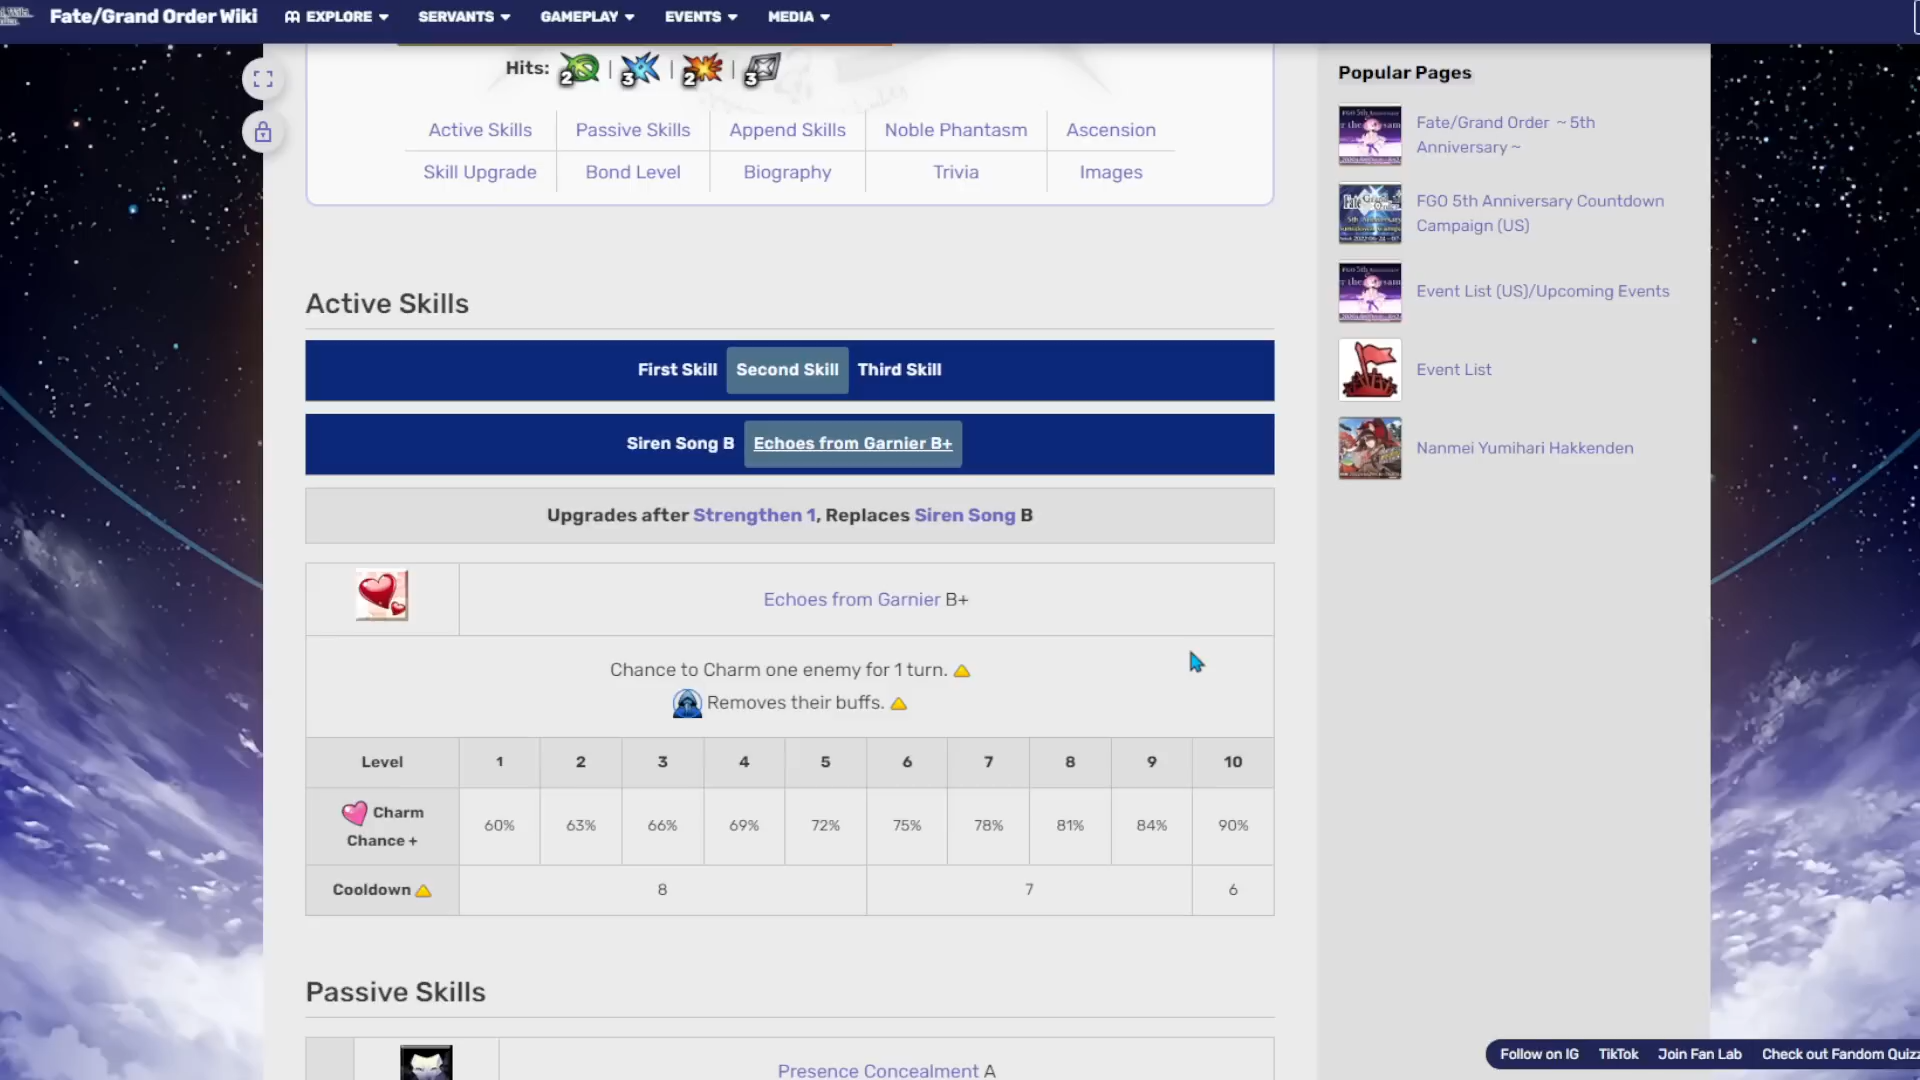 Fate/Grand Order Wiki EXPLORE SERVANTS GAMEPLAY EVENTS MEDIA
Hits: 2 | 3 | 2 | 3
Active Skills Passive Skills Append Skills Noble Phantasm Ascension
Skill Upgrade Bond Level Biography Trivia Images
Active Skills
First Skill Second Skill Third Skill
Siren Song B Echoes from Garnier B+
Upgrades after Strengthen 1, Replaces Siren Song B
Echoes from Garnier B+
Chance to Charm one enemy for 1 turn.
Removes their buffs.
Level 1 2 3 4 5 6 7 8 9 10
Charm
Chance + 60% 63% 66% 69% 72% 75% 78% 81% 84% 90%
Cooldown 8 7 6
Passive Skills
Presence Concealment A
Popular Pages
Fate/Grand Order ~ 5th
Anniversary ~
FGO 5th Anniversary Countdown
Campaign (US)
Event List (US)/Upcoming Events
Event List
Nanmei Yumihari Hakkenden
Follow on IG TikTok Join Fan Lab Check out Fandom Quizz